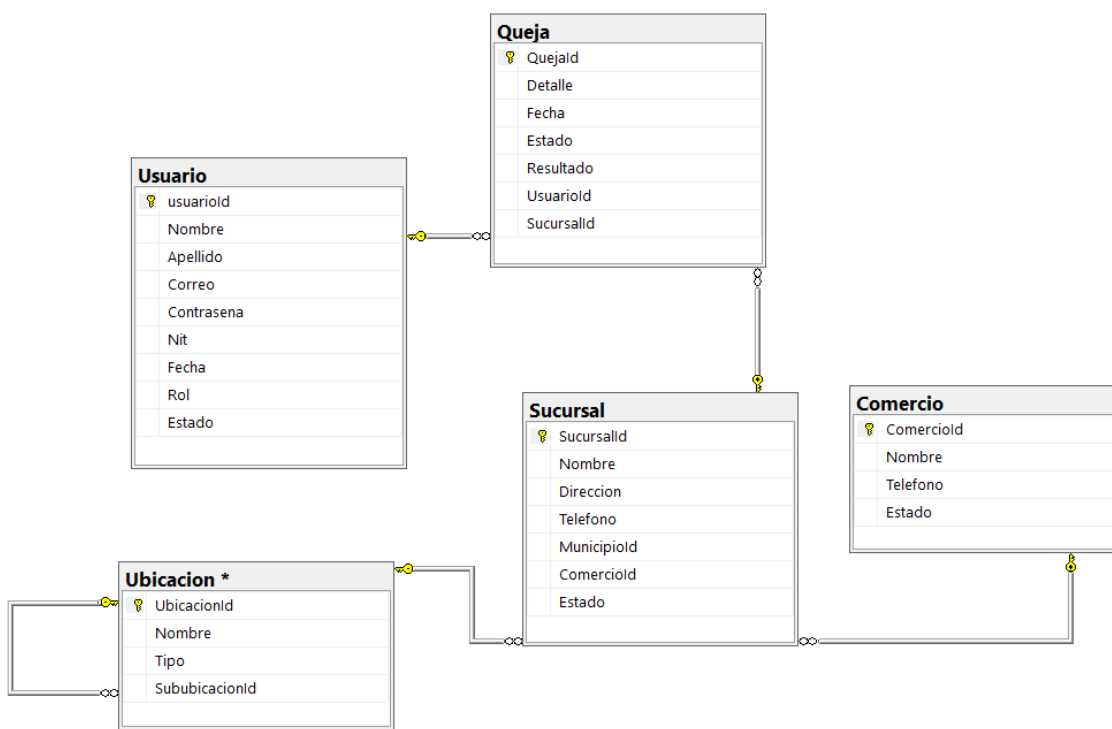 Queja
QuejaId
Detalle
Fecha
Estado
Resultado
UsuarioId
SucursalId
Usuario
usuarioId
Nombre
Apellido
Correo
Contrasena
Nit
Fecha
Rol
Estado
Sucursal
SucursalId
Nombre
Direccion
Telefono
MunicipioId
ComercioId
Estado
Comercio
ComercioId
Nombre
Telefono
Estado
Ubicacion *
UbicacionId
Nombre
Tipo
SububicacionId